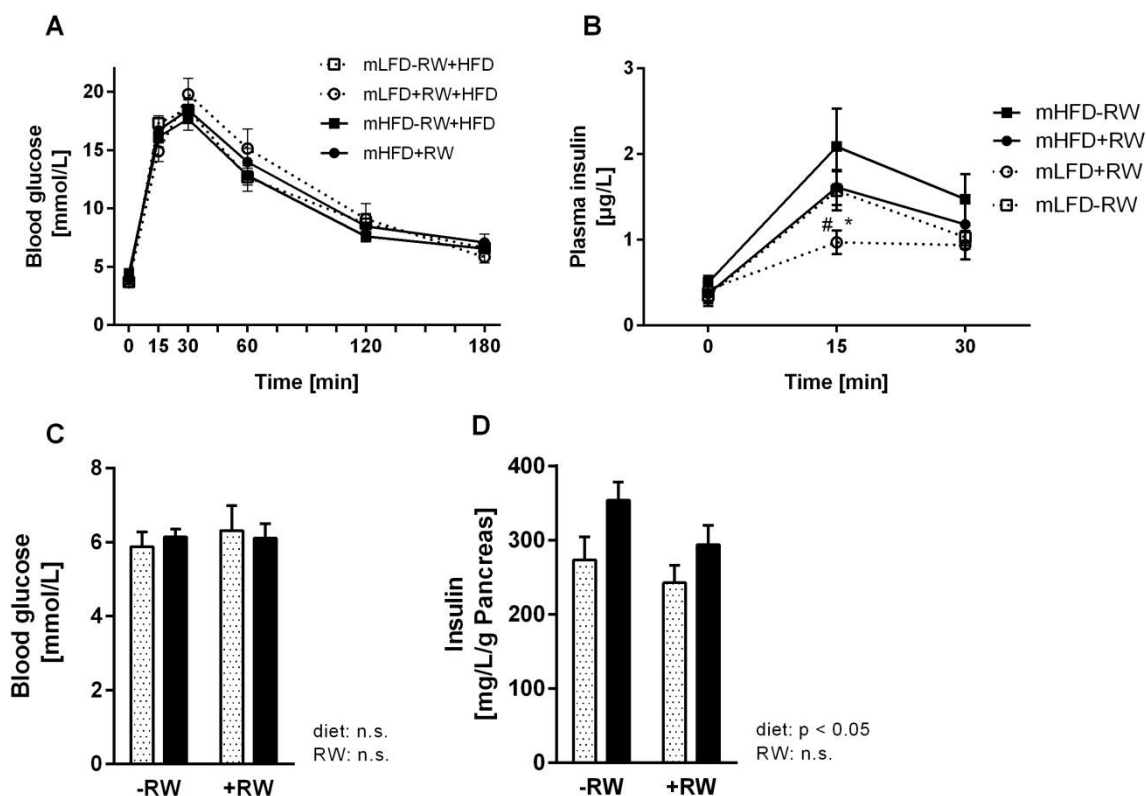 A
Blood glucose
[mmol/L]
20
15
10
5
0
0 15 30 60 120 180
Time [min]
mLFD-RW+HFD
mLFD+RW+HFD
mHFD-RW+HFD
mHFD+RW
B
Plasma insulin
[µg/L]
3
2
1
0
# *
0 15 30
Time [min]
mHFD-RW
mHFD+RW
mLFD+RW
mLFD-RW
C
Blood glucose
[mmol/L]
8
6
4
2
0
-RW +RW
diet: n.s.
RW: n.s.
D
Insulin
[mg/L/g Pancreas]
400
300
200
100
0
-RW +RW
diet: p < 0.05
RW: n.s.